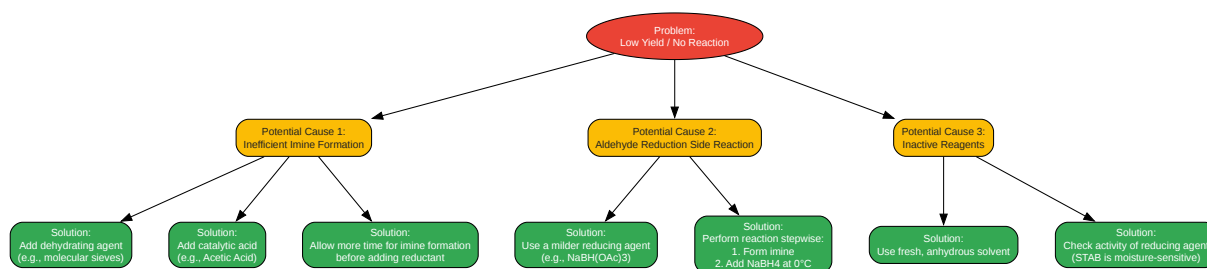 Problem:
Low Yield / No Reaction
Potential Cause 1:
Inefficient Imine Formation
Potential Cause 2:
Aldehyde Reduction Side Reaction
Potential Cause 3:
Inactive Reagents
Solution:
Add dehydrating agent
(e.g., molecular sieves)
Solution:
Add catalytic acid
(e.g., Acetic Acid)
Solution:
Allow more time for imine formation
before adding reductant
Solution:
Use a milder reducing agent
(e.g., NaBH(OAc)3)
Solution:
Perform reaction stepwise:
1. Form imine
2. Add NaBH4 at 0°C
Solution:
Use fresh, anhydrous solvent
Solution:
Check activity of reducing agent
(STAB is moisture-sensitive)